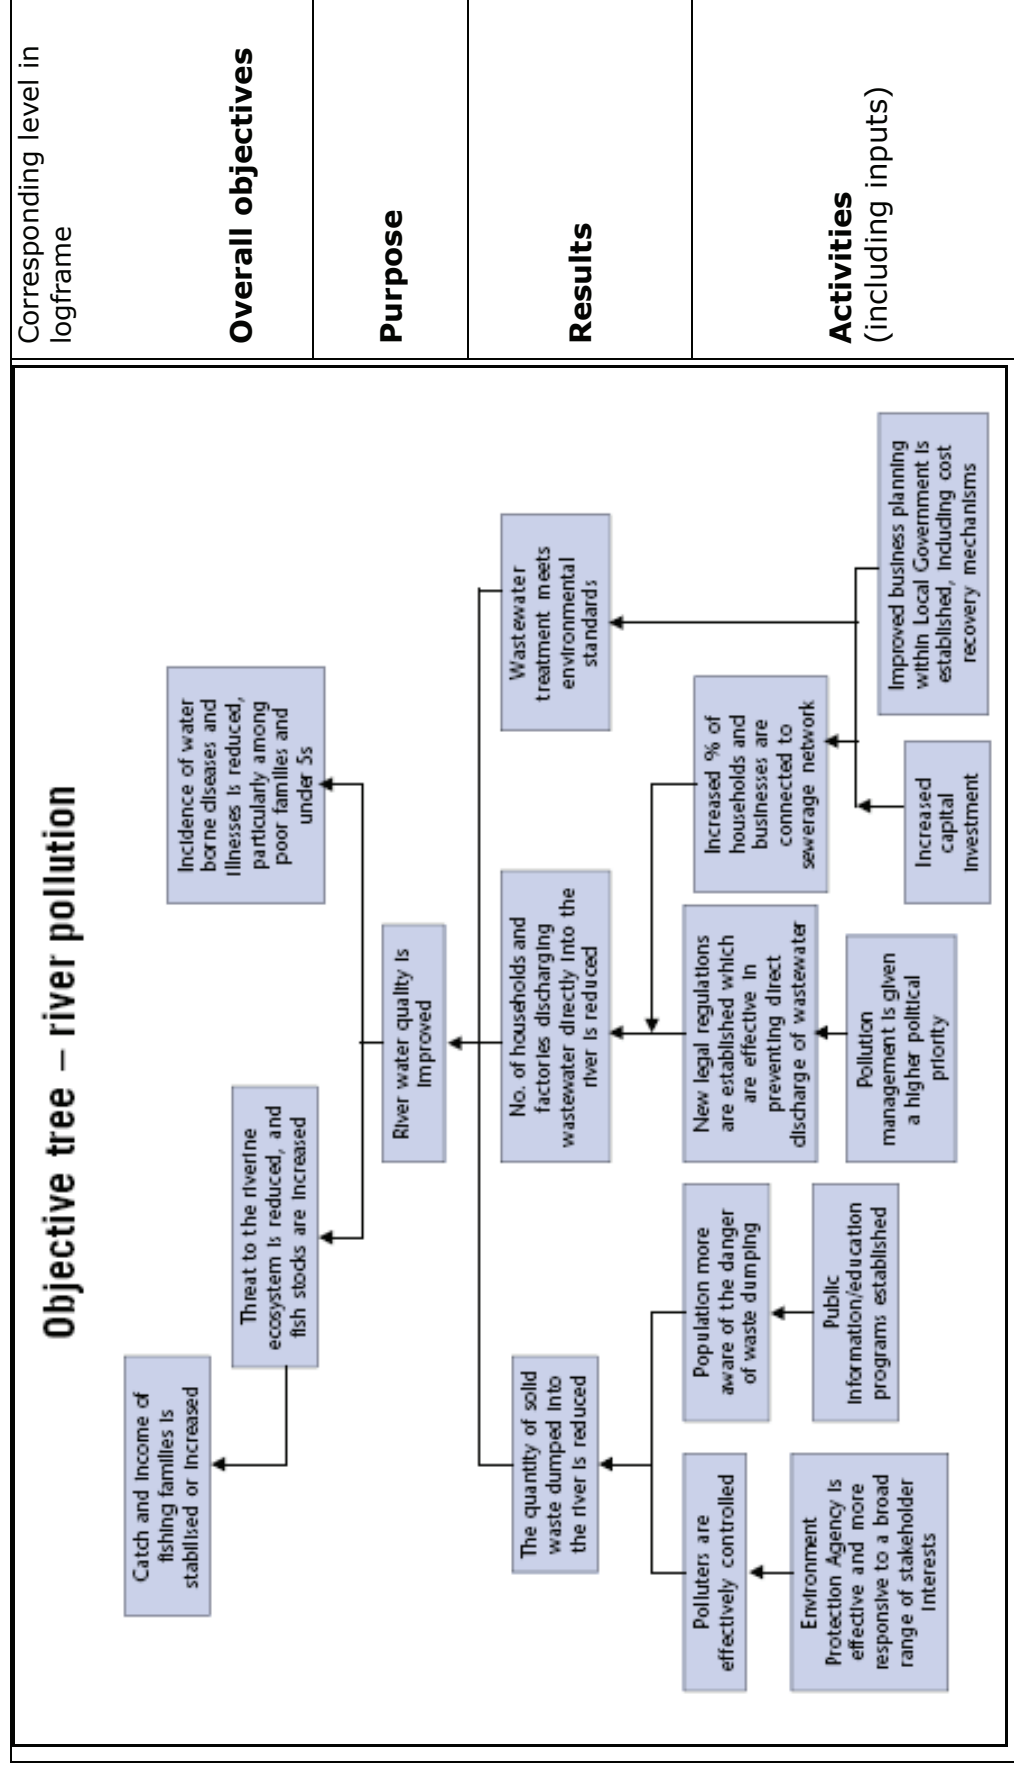 Objective tree – river pollution
Corresponding level in
logframe
Catch and income of
fishing families is
stabilised or increased
Threat to the riverine
ecosystem is reduced, and
fish stocks are increased
Incidence of water
borne diseases and
illnesses is reduced,
particularly among
poor families and
under 5s
Overall objectives
River water quality is
improved
Purpose
The quantity of solid
waste dumped into
the river is reduced
No. of households and
factories discharging
wastewater directly into the
river is reduced
Wastewater
treatment meets
environmental
standards
Results
Polluters are
effectively controlled
Population more
aware of the danger
of waste dumping
New legal regulations
are established which
are effective in
preventing direct
discharge of wastewater
Increased % of
households and
businesses are
connected to
sewerage network
Environment
Protection Agency is
effective and more
responsive to a broad
range of stakeholder
interests
Public
information/education
programs established
Pollution
management is given
a higher political
priority
Increased
capital
investment
Improved business planning
within Local Government is
established, including cost
recovery mechanisms
Activities
(including inputs)